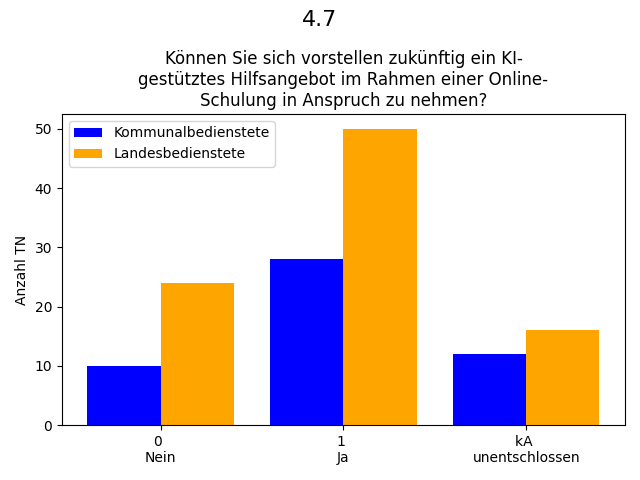 4.7
Können Sie sich vorstellen zukünftig ein KI-
gestütztes Hilfsangebot im Rahmen einer Online-
Schulung in Anspruch zu nehmen?
Kommunalbedienstete
Landesbedienstete
Anzahl TN
50
40
30
20
10
0
0
Nein
1
Ja
kA
unentschlossen